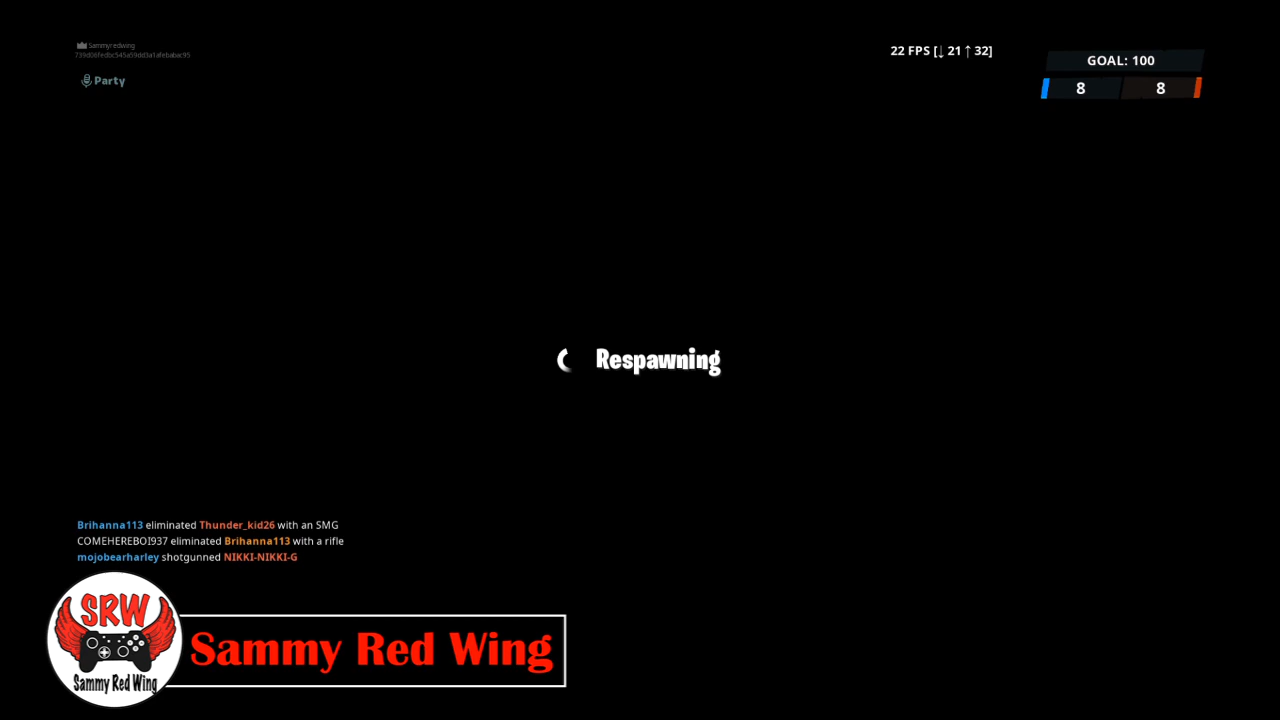 Sammyredwing
Party
22 FPS [↓ 21 ↑ 32]
GOAL: 100
8 8
Respawning
Brihanna113 eliminated Thunder_kid26 with an SMG
COMEHEREBOI937 eliminated Brihanna113 with a rifle
mojobearharley shotgunned NIKKI-NIKKI-G
SRW
Sammy Red Wing
Sammy Red Wing